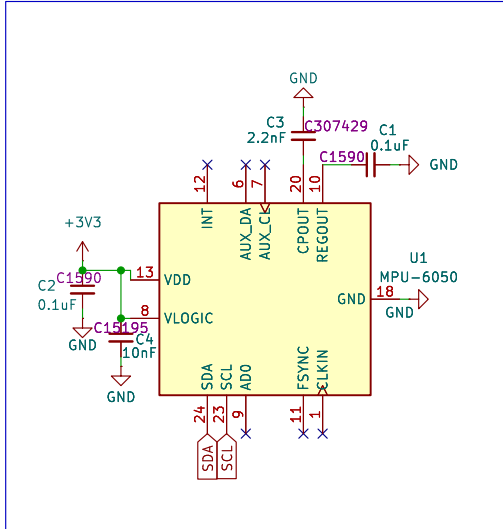 GND
C3
C307429
2.2nF
C1
0.1uF
C1590
GND
12
6
7
20
10
INT
AUX_DA
AUX_CL
CPOUT
REGOUT
+3V3
U1
MPU-6050
C2
C1590
0.1uF
GND
13
VDD
18
GND
GND
8
VLOGIC
C15195
C4
10nF
GND
SDA
SCL
AD0
FSYNC
CLKIN
24
23
9
11
1
SDA
SCL